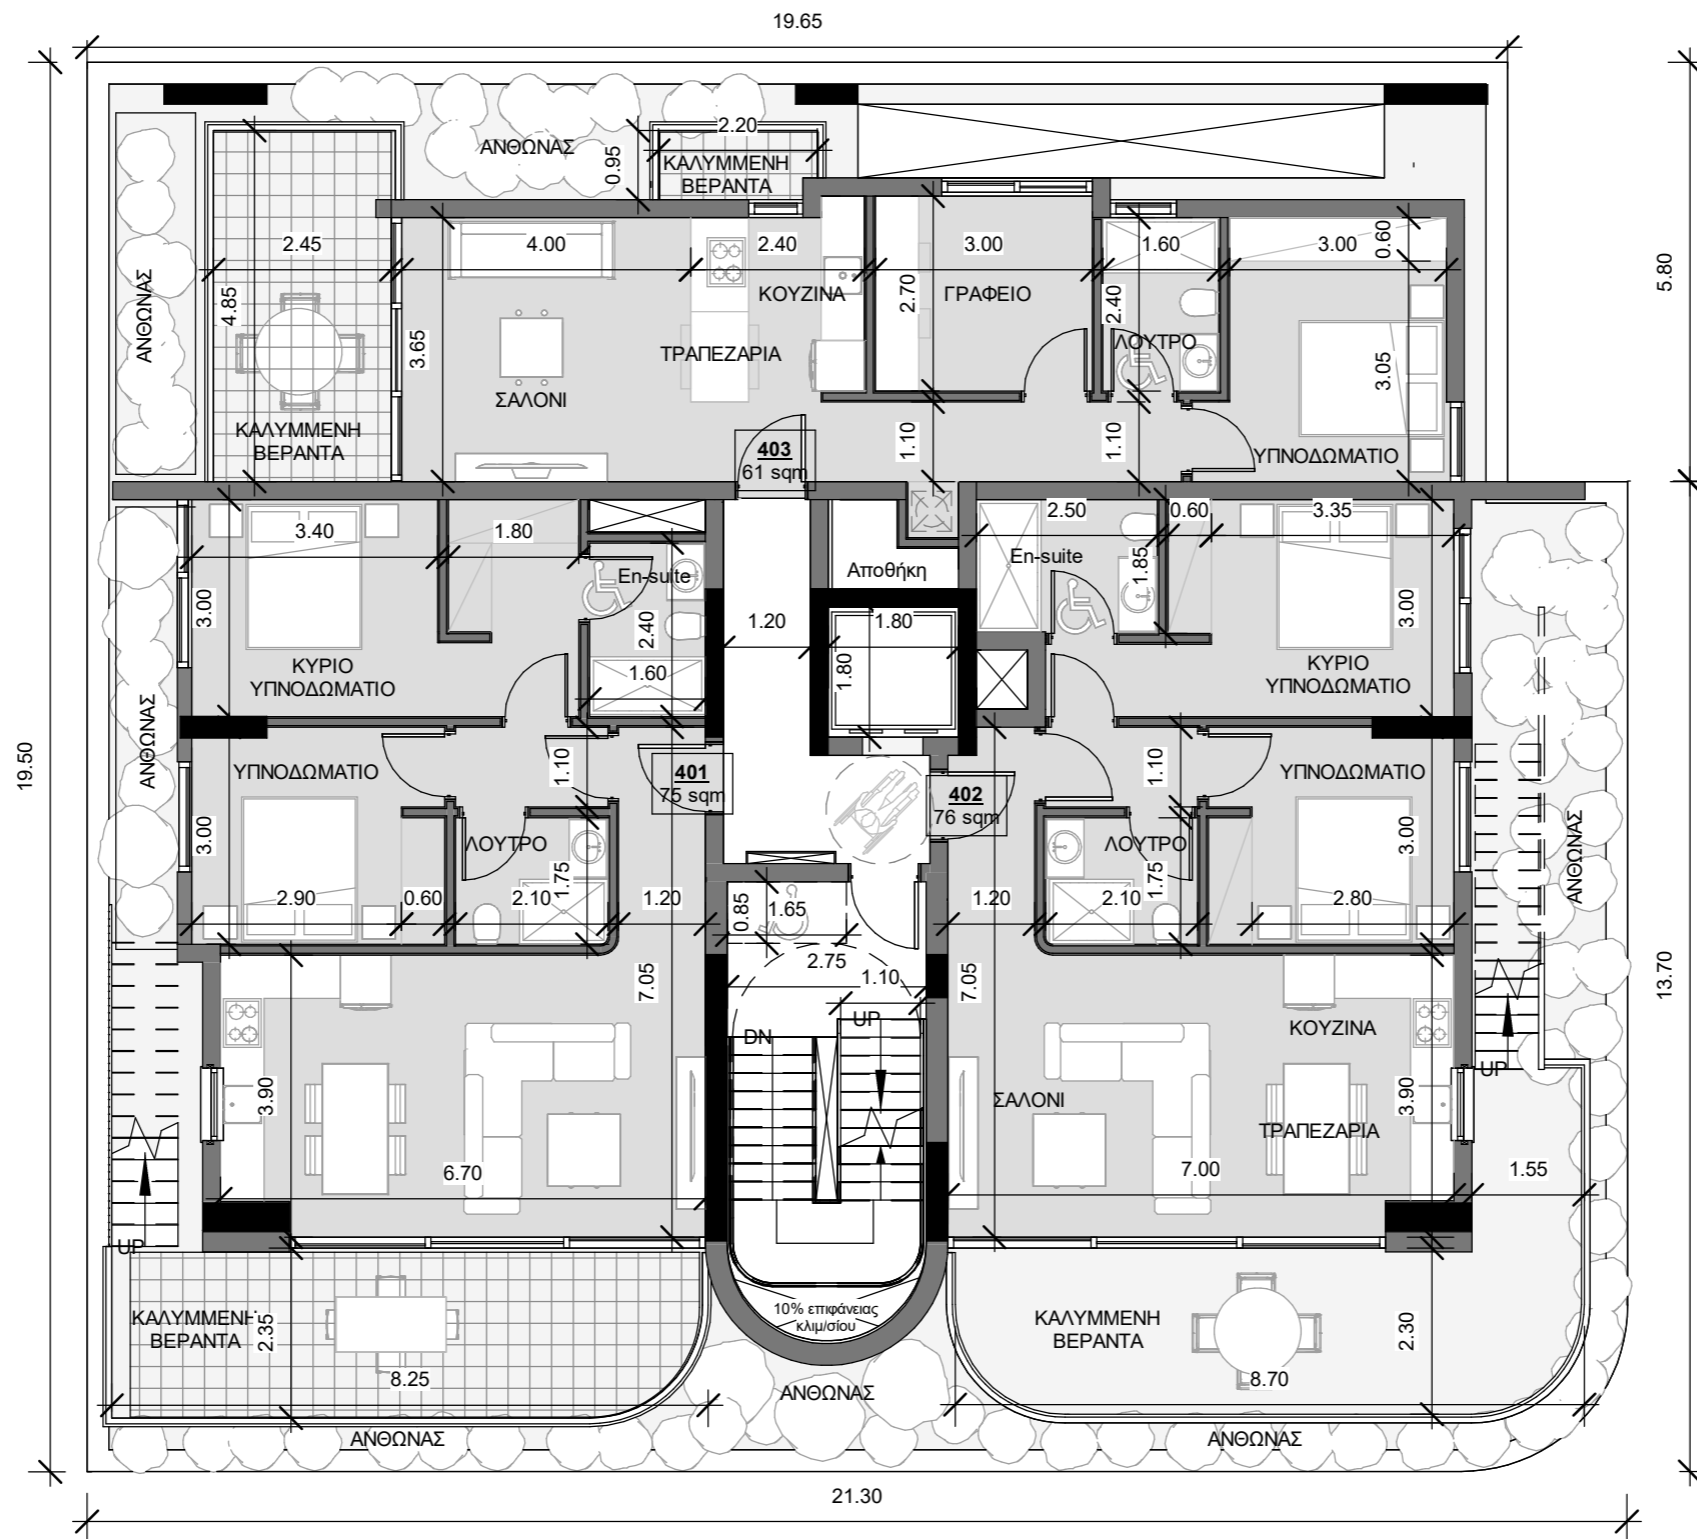 19.65
2.20
ΑΝΘΩΝΑΣ
0.95
ΚΑΛΥΜΜΕΝΗ
ΒΕΡΑΝΤΑ
5.80
2.45
4.00
2.40
3.00
1.60
3.00
0.60
ΑΝΘΩΝΑΣ
4.85
3.65
ΚΟΥΖΙΝΑ
2.70
ΓΡΑΦΕΙΟ
2.40
ΛΟΥΤΡΟ
3.05
ΤΡΑΠΕΖΑΡΙΑ
ΣΑΛΟΝΙ
ΚΑΛΥΜΜΕΝΗ
ΒΕΡΑΝΤΑ
403
61 sqm
1.10
1.10
ΥΠΝΟΔΩΜΑΤΙΟ
3.40
1.80
2.50
0.60
3.35
En-suite
Αποθήκη
En-suite
1.85
3.00
2.40
1.20
1.80
3.00
1.80
ΚΥΡΙΟ
ΥΠΝΟΔΩΜΑΤΙΟ
1.60
ΚΥΡΙΟ
ΥΠΝΟΔΩΜΑΤΙΟ
ΑΝΘΩΝΑΣ
19.50
ΥΠΝΟΔΩΜΑΤΙΟ
1.10
401
75 sqm
402
76 sqm
1.10
ΥΠΝΟΔΩΜΑΤΙΟ
3.00
ΛΟΥΤΡΟ
1.75
ΛΟΥΤΡΟ
1.75
3.00
ΑΝΘΩΝΑΣ
2.90
0.60
2.10
1.20
0.85
1.65
1.20
2.10
2.80
2.75
1.10
7.05
7.05
13.70
DN
UP
ΚΟΥΖΙΝΑ
UP
3.90
ΣΑΛΟΝΙ
3.90
ΤΡΑΠΕΖΑΡΙΑ
6.70
7.00
1.55
UP
ΚΑΛΥΜΜΕΝΗ
ΒΕΡΑΝΤΑ
2.35
10% επιφάνειας
κλιμ/σίου
ΚΑΛΥΜΜΕΝΗ
ΒΕΡΑΝΤΑ
2.30
8.25
ΑΝΘΩΝΑΣ
8.70
ΑΝΘΩΝΑΣ
ΑΝΘΩΝΑΣ
21.30